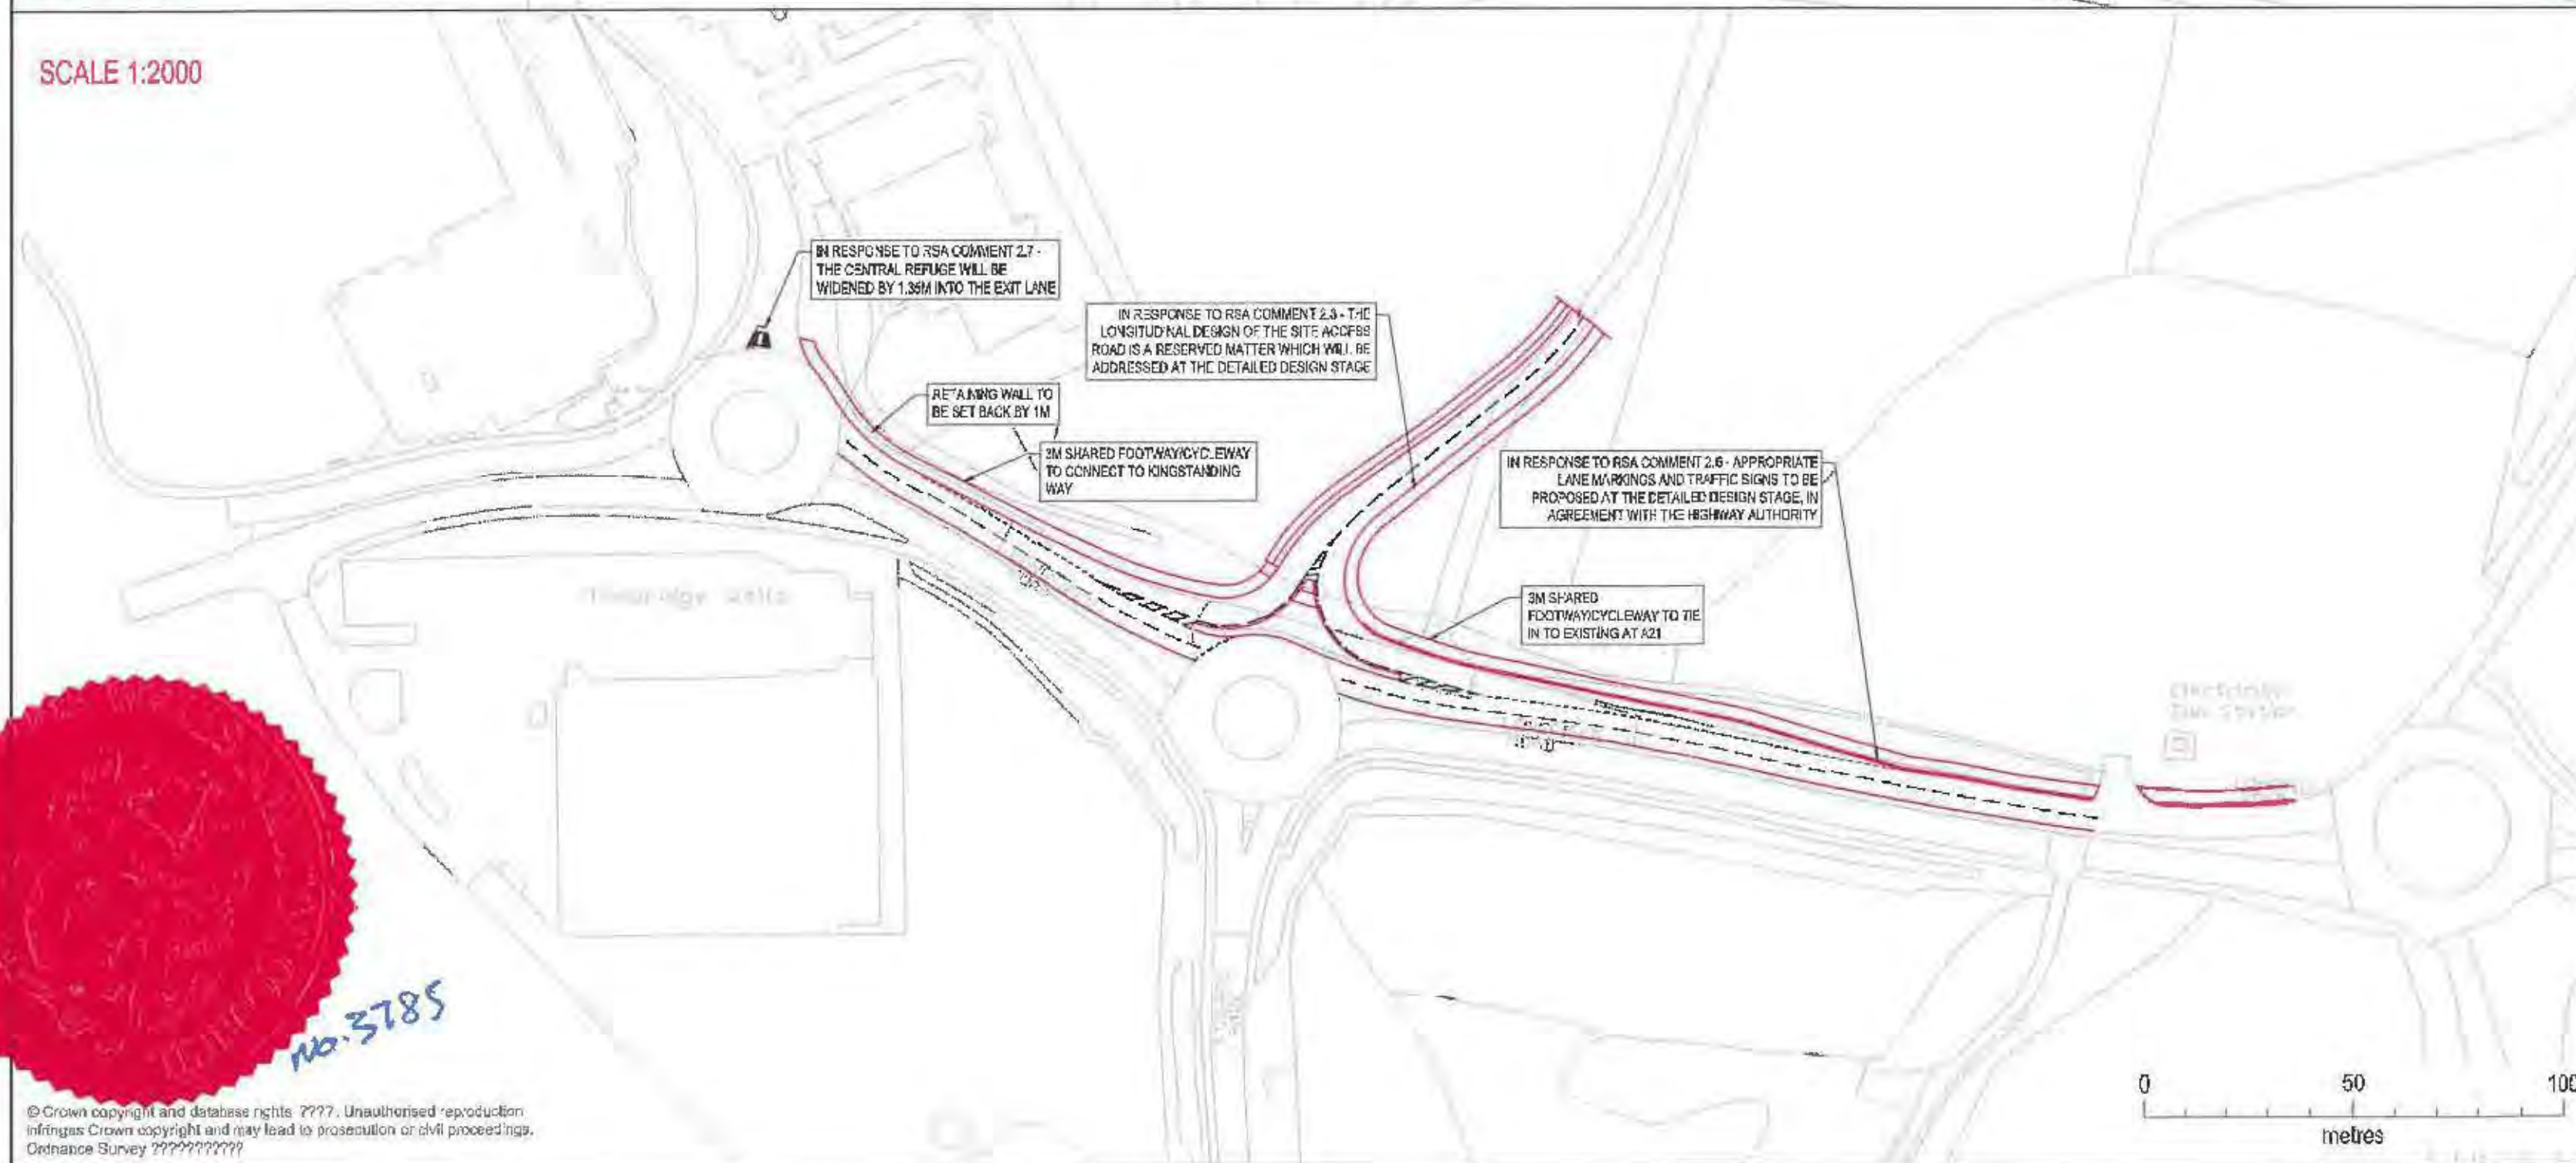 SCALE 1:2000
IN RESPONSE TO RSA COMMENT 2.7 -
THE CENTRAL REFUGE WILL BE
WIDENED BY 1.35M INTO THE EXIT LANE
IN RESPONSE TO RSA COMMENT 2.3 - THE
LONGITUDINAL DESIGN OF THE SITE ACCESS
ROAD IS A RESERVED MATTER WHICH WILL BE
ADDRESSED AT THE DETAILED DESIGN STAGE
RETAINING WALL TO
BE SET BACK BY 1M
3M SHARED FOOTWAY/CYCLEWAY
TO CONNECT TO KINGSTANDING
WAY
IN RESPONSE TO RSA COMMENT 2.6 - APPROPRIATE
LANE MARKINGS AND TRAFFIC SIGNS TO BE
PROPOSED AT THE DETAILED DESIGN STAGE, IN
AGREEMENT WITH THE HIGHWAY AUTHORITY
3M SHARED
FOOTWAY/CYCLEWAY TO TIE
IN TO EXISTING AT A21
Tunbridge Wells
Electricity
Sub Station
No. 3785
© Crown copyright and database rights ????. Unauthorised reproduction
infringes Crown copyright and may lead to prosecution or civil proceedings.
Ordnance Survey ???????????
0 50 100
metres